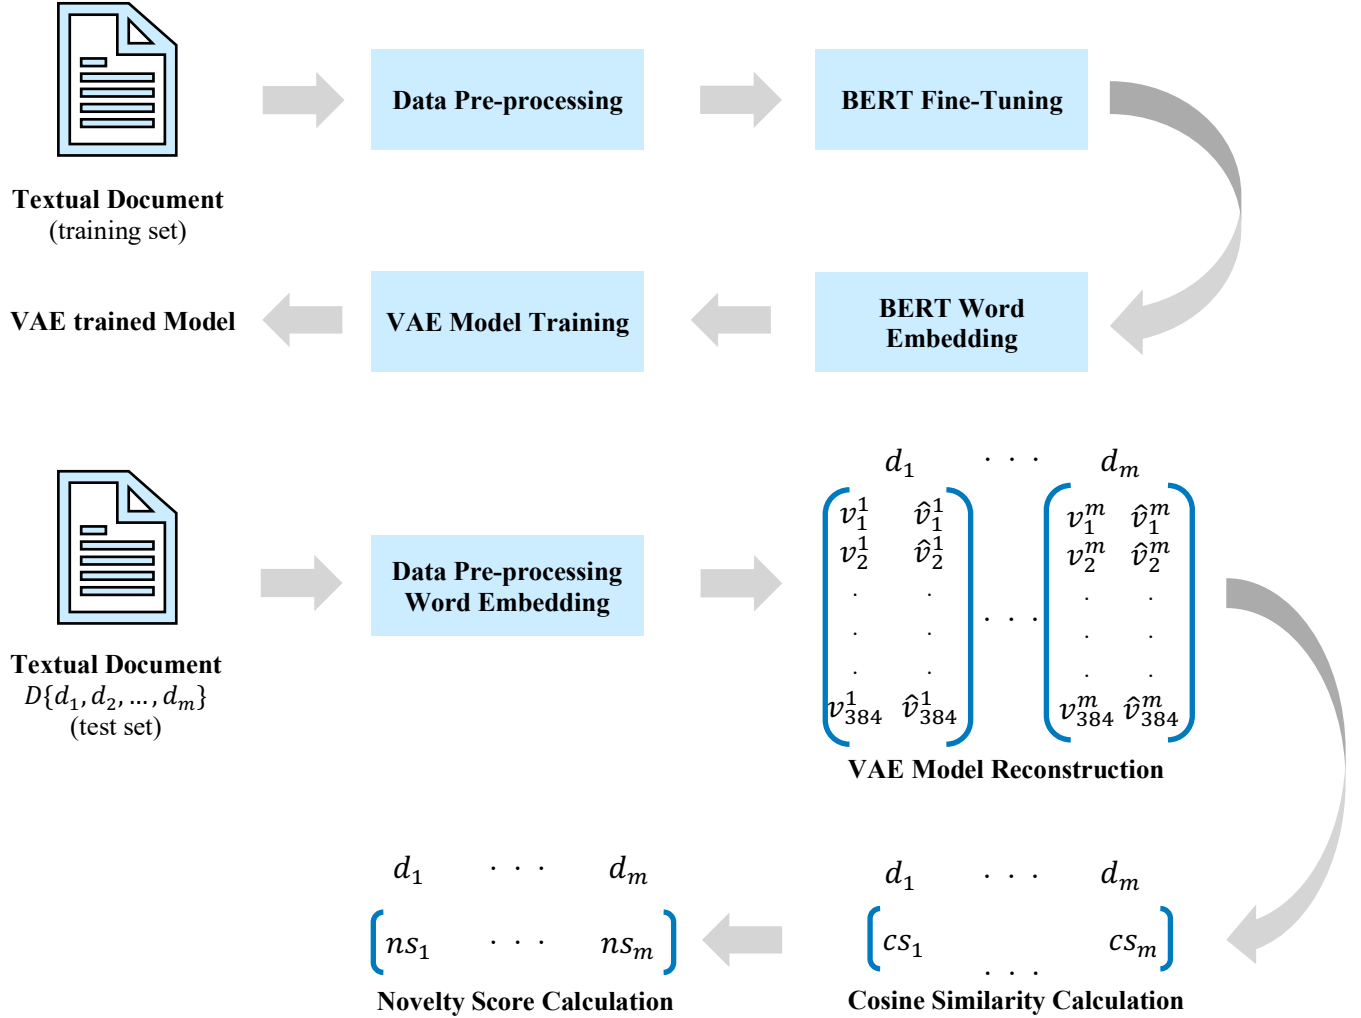 Data Pre-processing
BERT Fine-Tuning
Textual Document
(training set)
VAE trained Model
VAE Model Training
BERT Word
Embedding
d₁ · · · dₘ
v₁¹ v̂₁¹ v₁ᵐ v̂₁ᵐ
v₂¹ v̂₂¹ v₂ᵐ v̂₂ᵐ
. . . .
· · ·
. . . .
. . . .
v₃₈₄¹ v̂₃₈₄¹ v₃₈₄ᵐ v̂₃₈₄ᵐ
VAE Model Reconstruction
Data Pre-processing
Word Embedding
Textual Document
D{d₁, d₂, …, dₘ}
(test set)
d₁ · · · dₘ
ns₁ · · · nsₘ
Novelty Score Calculation
d₁ · · · dₘ
cs₁ · · · csₘ
Cosine Similarity Calculation